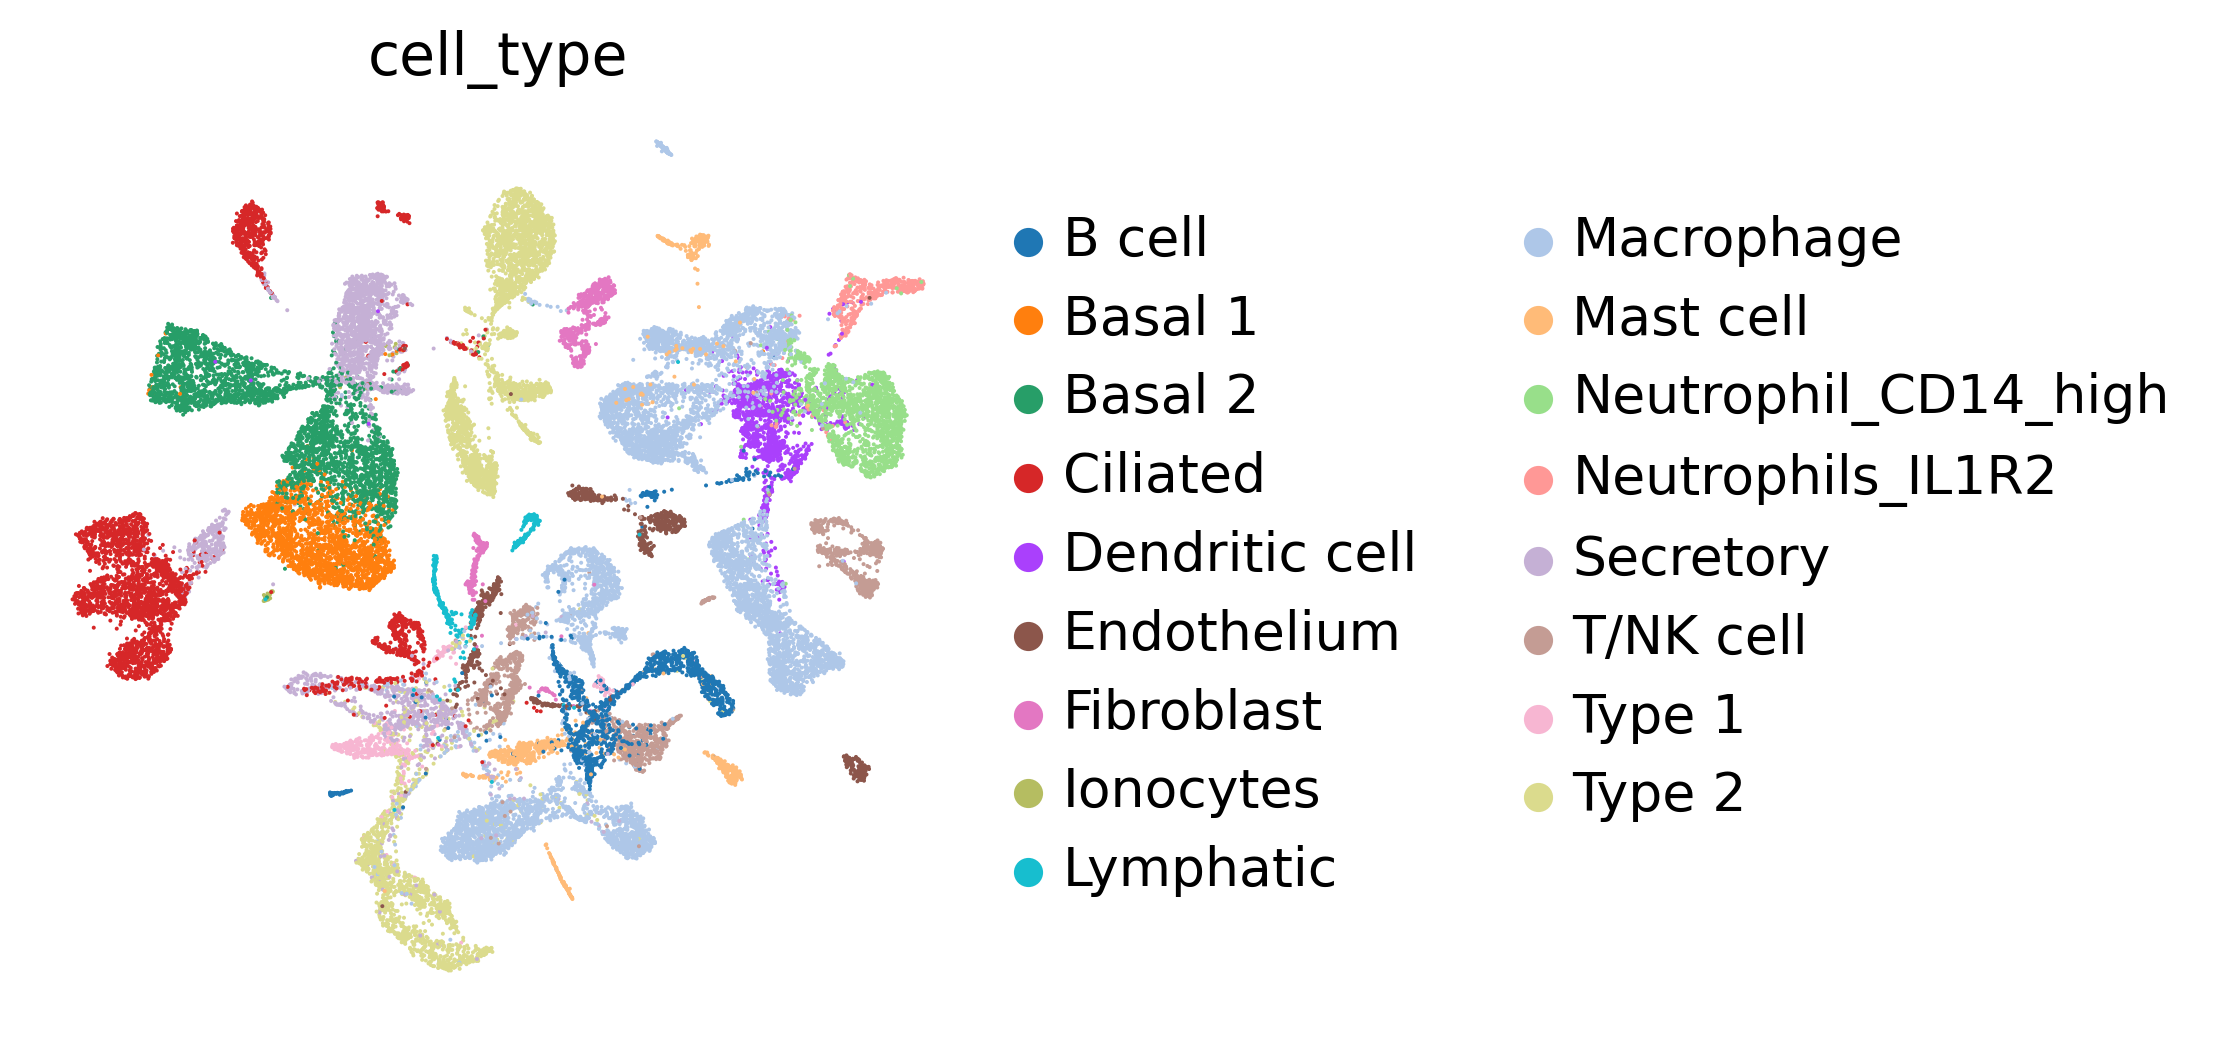 cell_type
B cell
Basal 1
Basal 2
Ciliated
Dendritic cell
Endothelium
Fibroblast
Ionocytes
Lymphatic
Macrophage
Mast cell
Neutrophil_CD14_high
Neutrophils_IL1R2
Secretory
T/NK cell
Type 1
Type 2